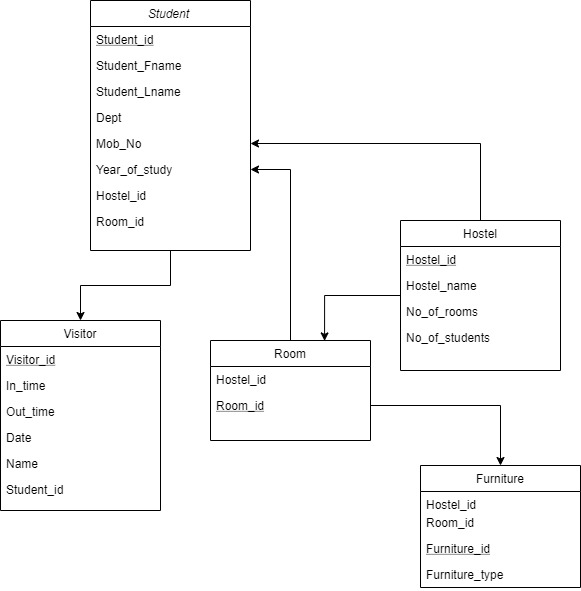 Student
Student_id
Student_Fname
Student_Lname
Dept
Mob_No
Year_of_study
Hostel_id
Room_id
Hostel
Hostel_id
Hostel_name
No_of_rooms
No_of_students
Visitor
Visitor_id
In_time
Out_time
Date
Name
Student_id
Room
Hostel_id
Room_id
Furniture
Hostel_id
Room_id
Furniture_id
Furniture_type